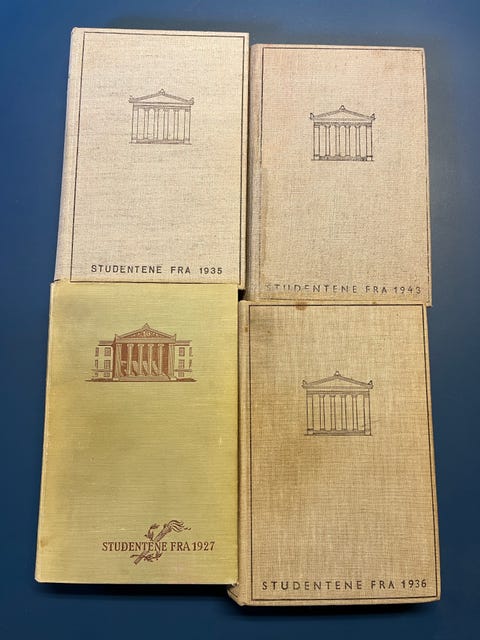 STUDENTENE FRA 1935
STUDENTENE FRA 1943
STUDENTENE FRA 1927
STUDENTENE FRA 1936